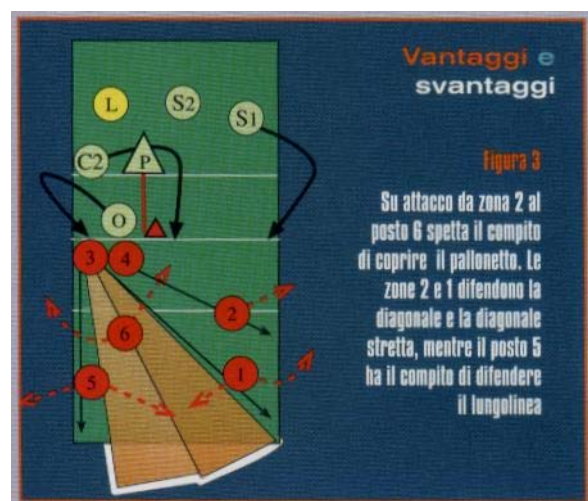 Vantaggi e
svantaggi
Figura 3
Su attacco da zona 2 al
posto 6 spetta il compito
di coprire il pallonetto. Le
zone 2 e 1 difendono la
diagonale e la diagonale
stretta, mentre il posto 5
ha il compito di difendere
il lungolinea
L
S2
S1
C2
P
O
3
4
2
6
5
1